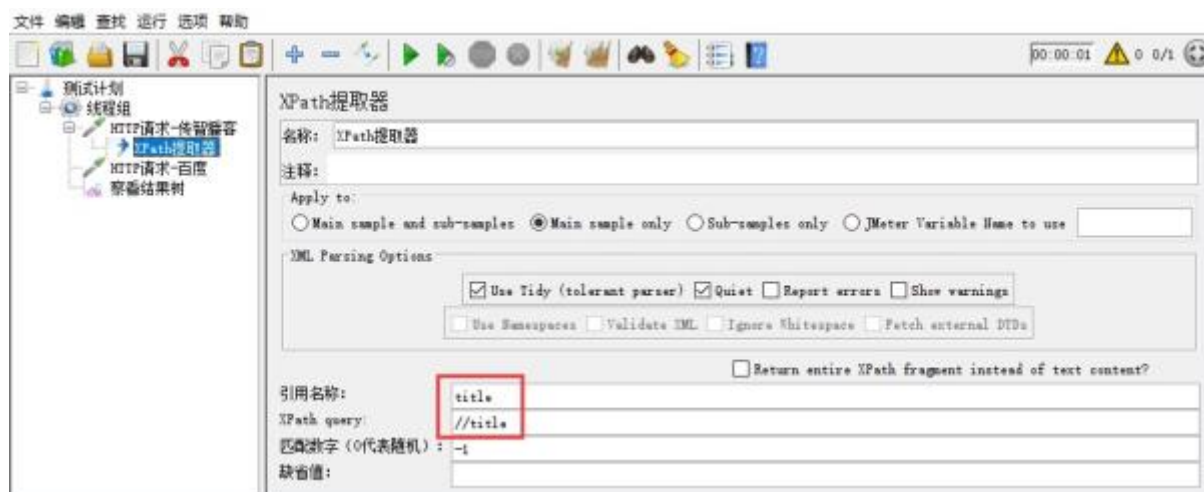 文件 编辑 查找 运行 选项 帮助
00:00:01 0 0/1
测试计划
线程组
HTTP请求-传智播客
XPath提取器
HTTP请求-百度
察看结果树
XPath提取器
名称: XPath提取器
注释:
Apply to:
Main sample and sub-samples Main sample only Sub-samples only JMeter Variable Name to use
XML Parsing Options
Use Tidy (tolerant parser) Quiet Report errors Show warnings
Use Namespaces Validate XML Ignore Whitespace Fetch external DTDs
Return entire XPath fragment instead of text content?
引用名称: title
XPath query: //title
匹配数字（0代表随机）: -1
缺省值: